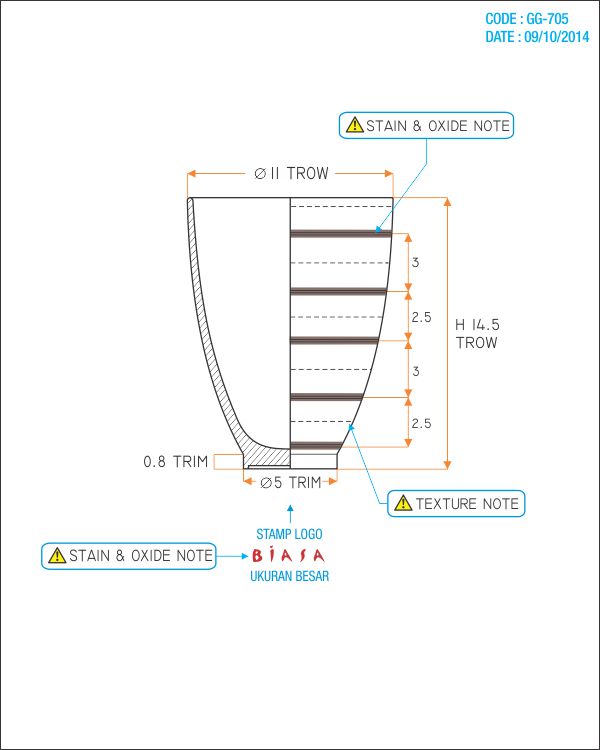 CODE : GG-705
DATE : 09/10/2014
STAIN & OXIDE NOTE
Ø 11 TROW
3
2.5
H 14.5
TROW
3
2.5
0.8 TRIM
Ø5 TRIM
TEXTURE NOTE
STAMP LOGO
STAIN & OXIDE NOTE
BiASA
UKURAN BESAR